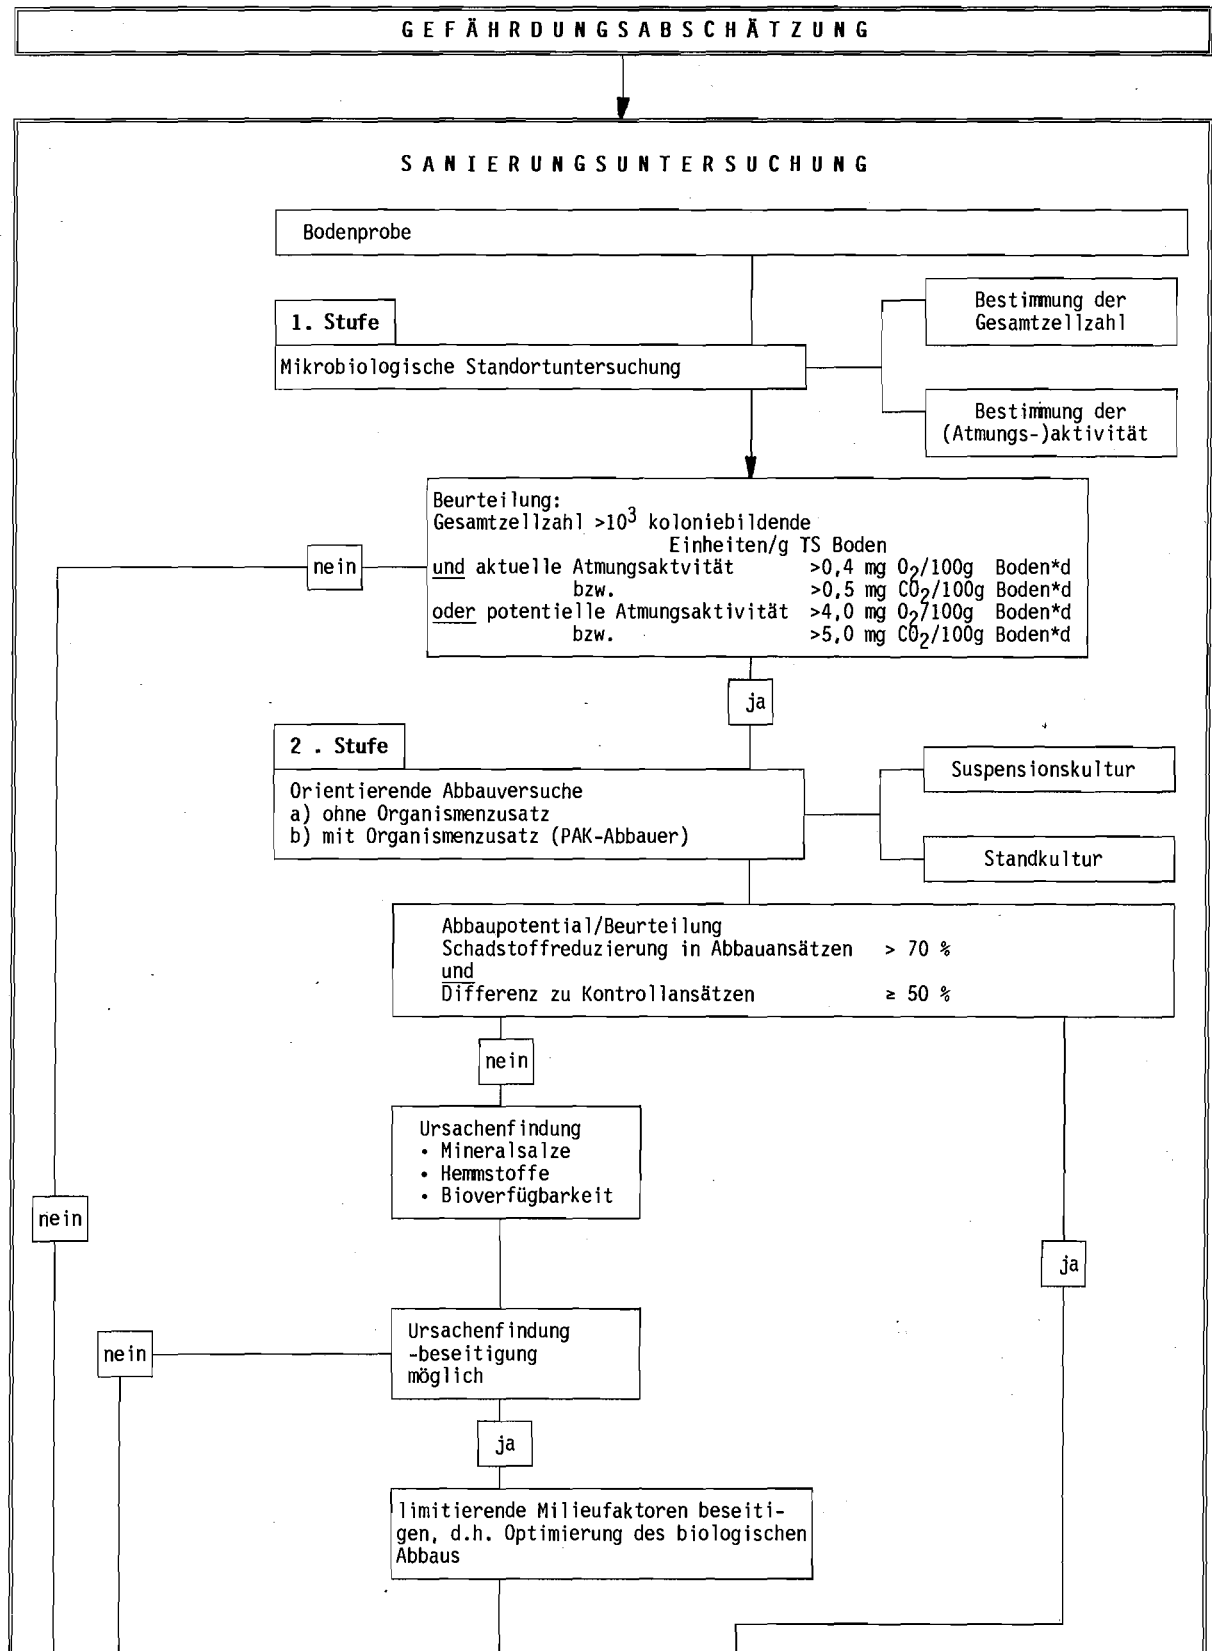 GEFÄHRDUNGSABSCHÄTZUNG
SANIERUNGSUNTERSUCHUNG
Bodenprobe
1. Stufe
Mikrobiologische Standortuntersuchung
Bestimmung der
Gesamtzellzahl
Bestimmung der
(Atmungs-)aktivität
Beurteilung:
Gesamtzellzahl >10³ koloniebildende
Einheiten/g TS Boden
und aktuelle Atmungsaktvität >0,4 mg O₂/100g Boden*d
bzw. >0,5 mg CO₂/100g Boden*d
oder potentielle Atmungsaktivität >4,0 mg O₂/100g Boden*d
bzw. >5,0 mg CO₂/100g Boden*d
nein
ja
2 . Stufe
Orientierende Abbauversuche
a) ohne Organismenzusatz
b) mit Organismenzusatz (PAK-Abbauer)
Suspensionskultur
Standkultur
Abbaupotential/Beurteilung
Schadstoffreduzierung in Abbauansätzen > 70 %
und
Differenz zu Kontrollansätzen ≥ 50 %
nein
Ursachenfindung
• Mineralsalze
• Hemmstoffe
• Bioverfügbarkeit
nein
ja
Ursachenfindung
-beseitigung
möglich
nein
ja
limitierende Milieufaktoren beseiti-
gen, d.h. Optimierung des biologischen
Abbaus